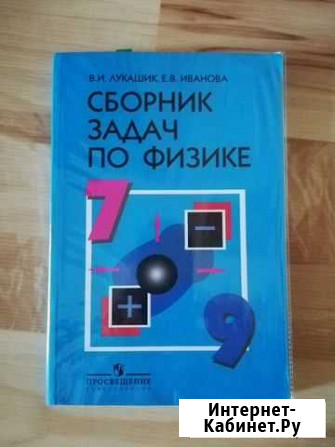 В.И. ЛУКАШИК, Е.В. ИВАНОВА
СБОРНИК
ЗАДАЧ
ПО ФИЗИКЕ
7
−
+
9
ПРОСВЕЩЕНИЕ
Интернет-
Кабинет.Ру